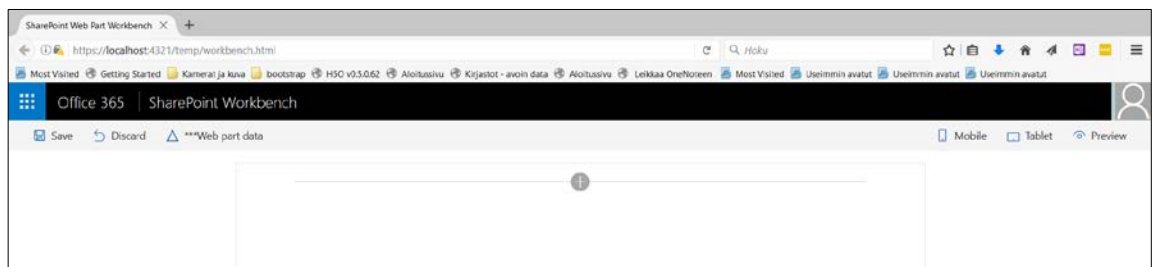 SharePoint Web Part Workbench
https://localhost:4321/temp/workbench.html Haku
Most Visited Getting Started Kamerat ja kuva bootstrap HSO v0.5.0.62 Aloitussivu Kirjastot - avoin data Aloitussivu Leikkaa OneNoteen Most Visited Useimmin avatut Useimmin avatut Useimmin avatut
Office 365 SharePoint Workbench
Save Discard ***Web part data Mobile Tablet Preview